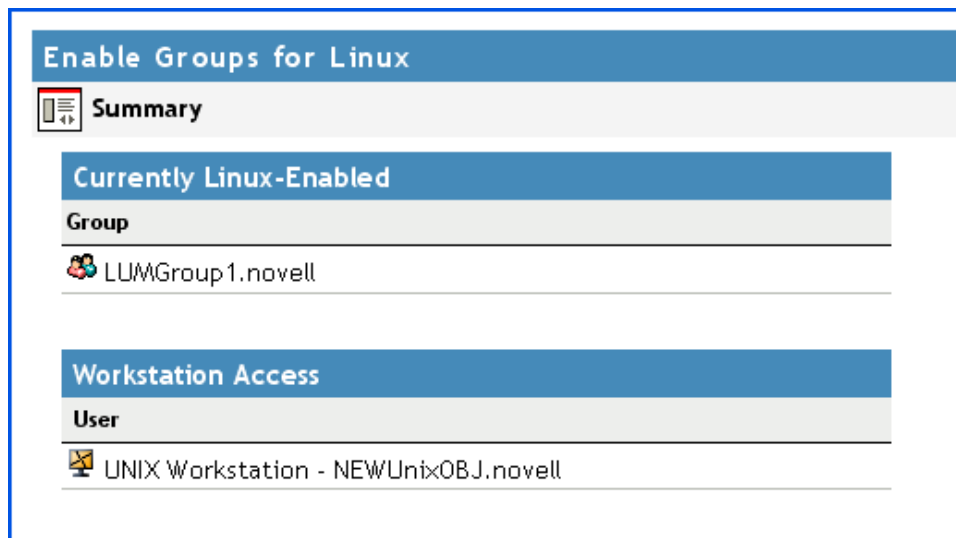 Enable Groups for Linux
Summary
Currently Linux-Enabled
Group
LUMGroup1.novell
Workstation Access
User
UNIX Workstation - NEWUnixOBJ.novell